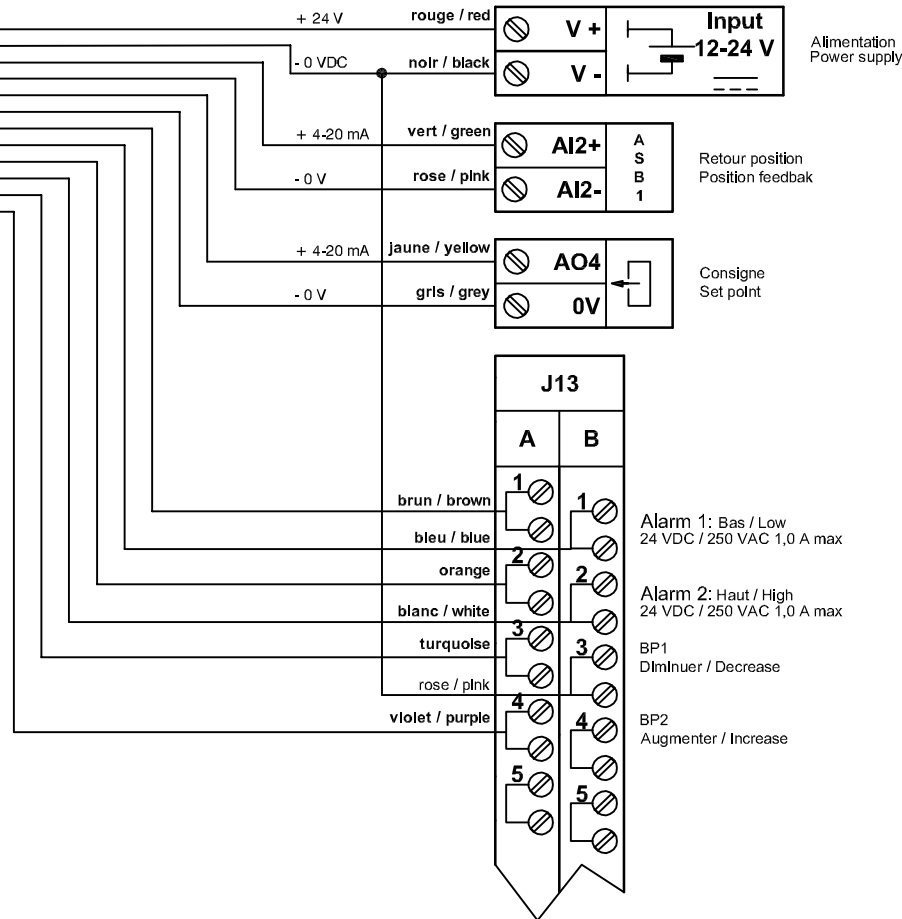 + 24 V
rouge / red
V +
Input
12-24 V
Alimentation
Power supply
- 0 VDC
noir / black
V -
+ 4-20 mA
vert / green
AI2+
A
S
B
1
Retour position
Position feedbak
- 0 V
rose / pink
AI2-
+ 4-20 mA
jaune / yellow
AO4
Consigne
Set point
- 0 V
gris / grey
0V
J13
A
B
1
brun / brown
1
Alarm 1: Bas / Low
24 VDC / 250 VAC 1,0 A max
bleu / blue
2
orange
2
Alarm 2: Haut / High
24 VDC / 250 VAC 1,0 A max
blanc / white
3
turquoise
3
BP1
Diminuer / Decrease
rose / pink
4
violet / purple
4
BP2
Augmenter / Increase
5
5